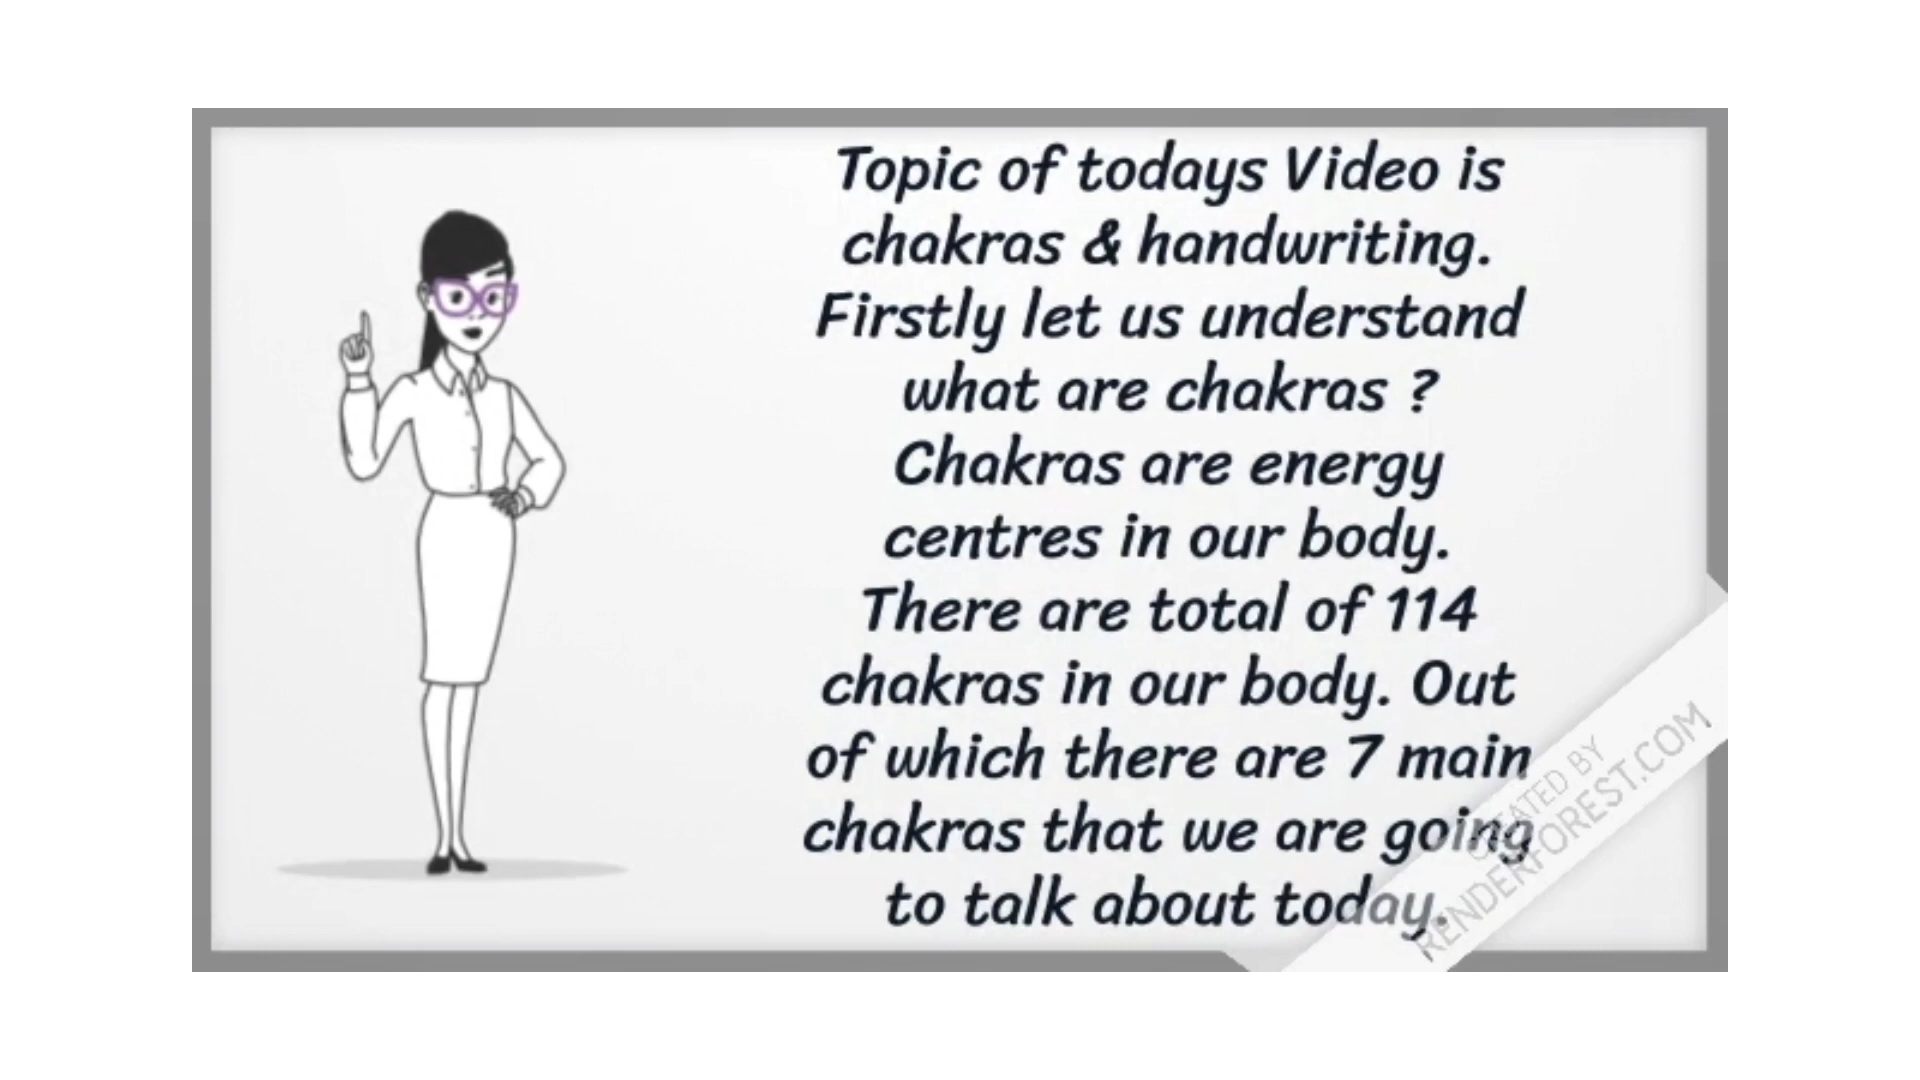 Topic of todays Video is
chakras & handwriting.
Firstly let us understand
what are chakras ?
Chakras are energy
centres in our body.
There are total of 114
chakras in our body. Out
of which there are 7 main
chakras that we are going
to talk about today.
CREATED BY
RENDERFOREST.COM